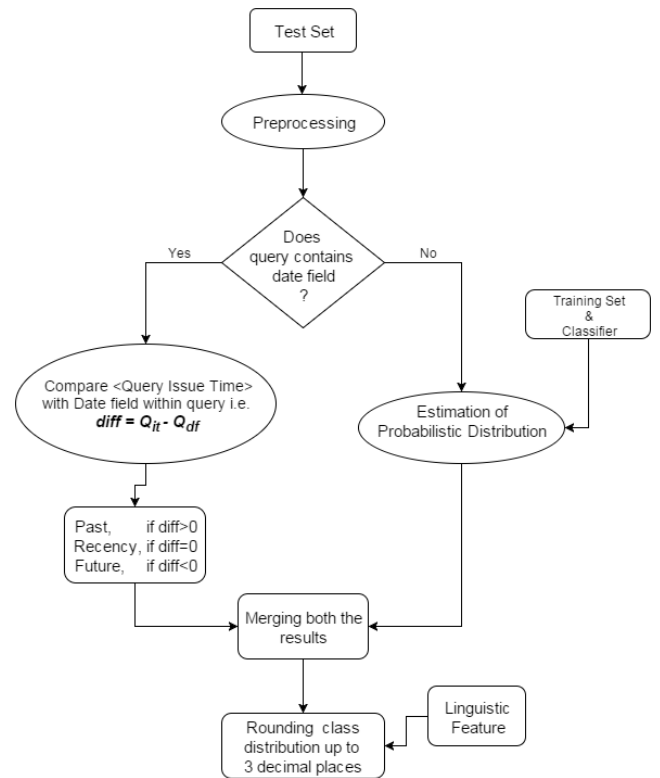 Test Set
Preprocessing
Does
query contains
date field
?
Yes
No
Training Set
&
Classifier
Compare <Query Issue Time>
with Date field within query i.e.
diff = Qit - Qdf
Estimation of
Probabilistic Distribution
Past, if diff>0
Recency, if diff=0
Future, if diff<0
Merging both the
results
Linguistic
Feature
Rounding class
distribution up to
3 decimal places